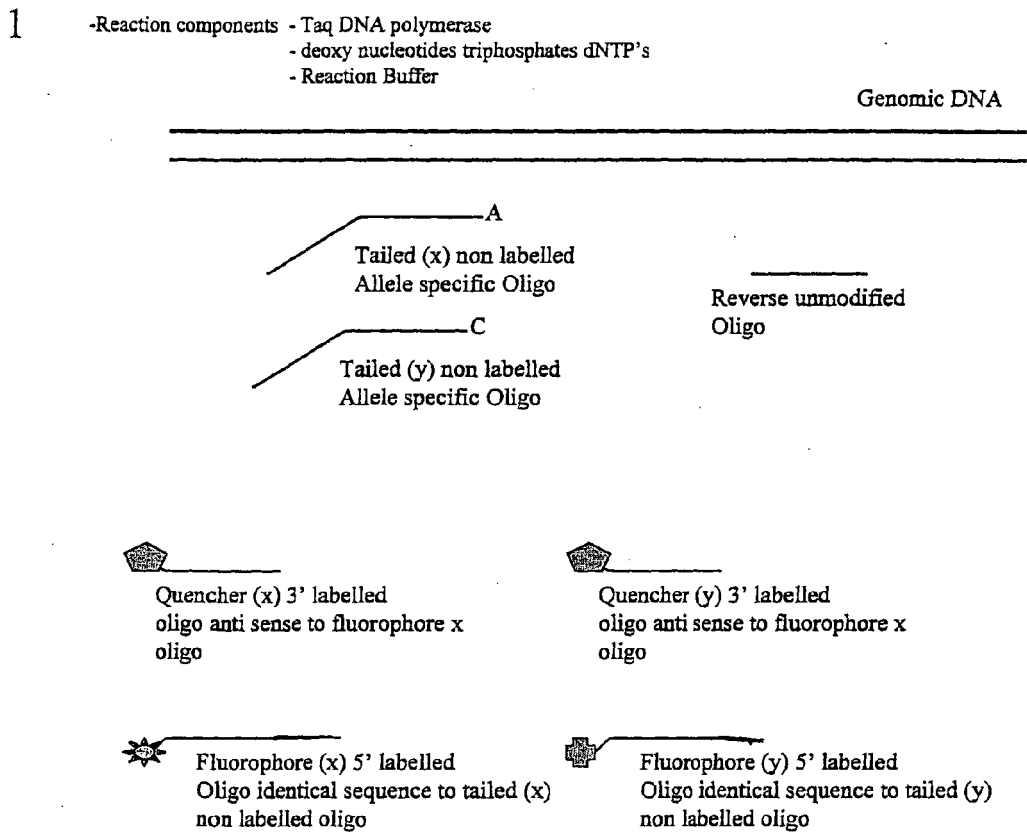 1
-Reaction components - Taq DNA polymerase
- deoxy nucleotides triphosphates dNTP's
- Reaction Buffer
Genomic DNA
A
Tailed (x) non labelled
Allele specific Oligo
Reverse unmodified
Oligo
C
Tailed (y) non labelled
Allele specific Oligo
Quencher (x) 3' labelled
oligo anti sense to fluorophore x
oligo
Quencher (y) 3' labelled
oligo anti sense to fluorophore x
oligo
Fluorophore (x) 5' labelled
Oligo identical sequence to tailed (x)
non labelled oligo
Fluorophore (y) 5' labelled
Oligo identical sequence to tailed (y)
non labelled oligo